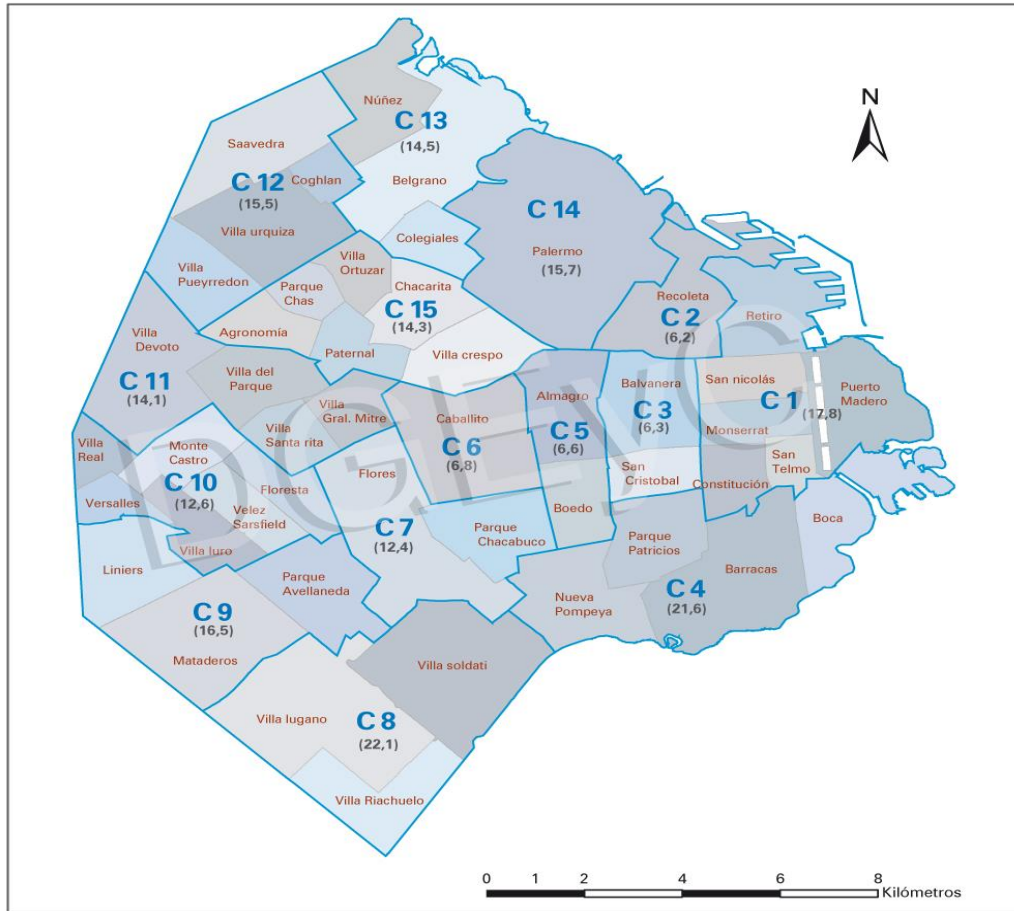 N
Núñez
C 13
(14,5)
Saavedra
Coghlan
C 12
(15,5)
Belgrano
C 14
Villa urquiza
Colegiales
Palermo
(15,7)
Villa
Pueyrredon
Villa
Ortuzar
Parque
Chas
Chacarita
C 15
(14,3)
Recoleta
C 2
(6,2)
Retiro
Agronomía
Paternal
Villa crespo
Villa
Devoto
C 11
(14,1)
Villa del
Parque
Villa
Gral. Mitre
Villa
Santa rita
Caballito
C 6
(6,8)
Almagro
C 5
(6,6)
Balvanera
C 3
(6,3)
San nicolás
C 1
(17,8)
Puerto
Madero
Monserrat
San
Telmo
Constitución
San
Cristobal
Villa
Real
Monte
Castro
Versalles
C 10
(12,6)
Floresta
Velez
Sarsfield
Villa luro
Flores
C 7
(12,4)
Parque
Chacabuco
Boedo
Parque
Patricios
Boca
Barracas
Liniers
Parque
Avellaneda
Nueva
Pompeya
C 4
(21,6)
C 9
(16,5)
Mataderos
Villa soldati
Villa lugano
C 8
(22,1)
Villa Riachuelo
DGEyC
0 1 2 4 6 8
Kilómetros